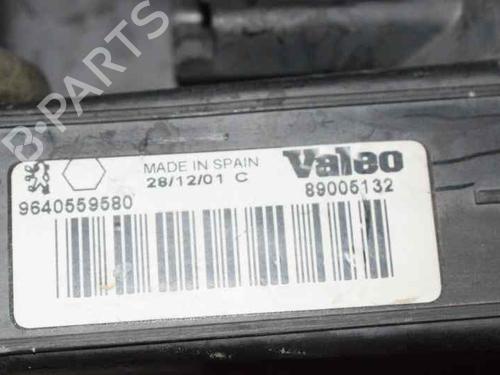 B-PARTS
MADE IN SPAIN
Valeo
28/12/01 C
89005132
9640559580